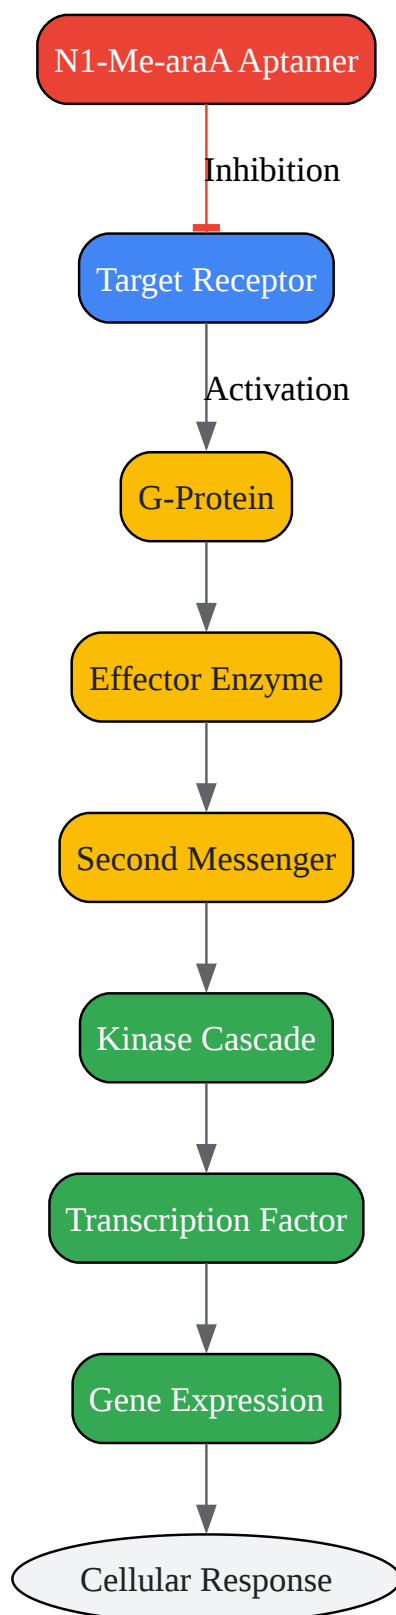 N1-Me-araA Aptamer
Inhibition
Target Receptor
Activation
G-Protein
Effector Enzyme
Second Messenger
Kinase Cascade
Transcription Factor
Gene Expression
Cellular Response